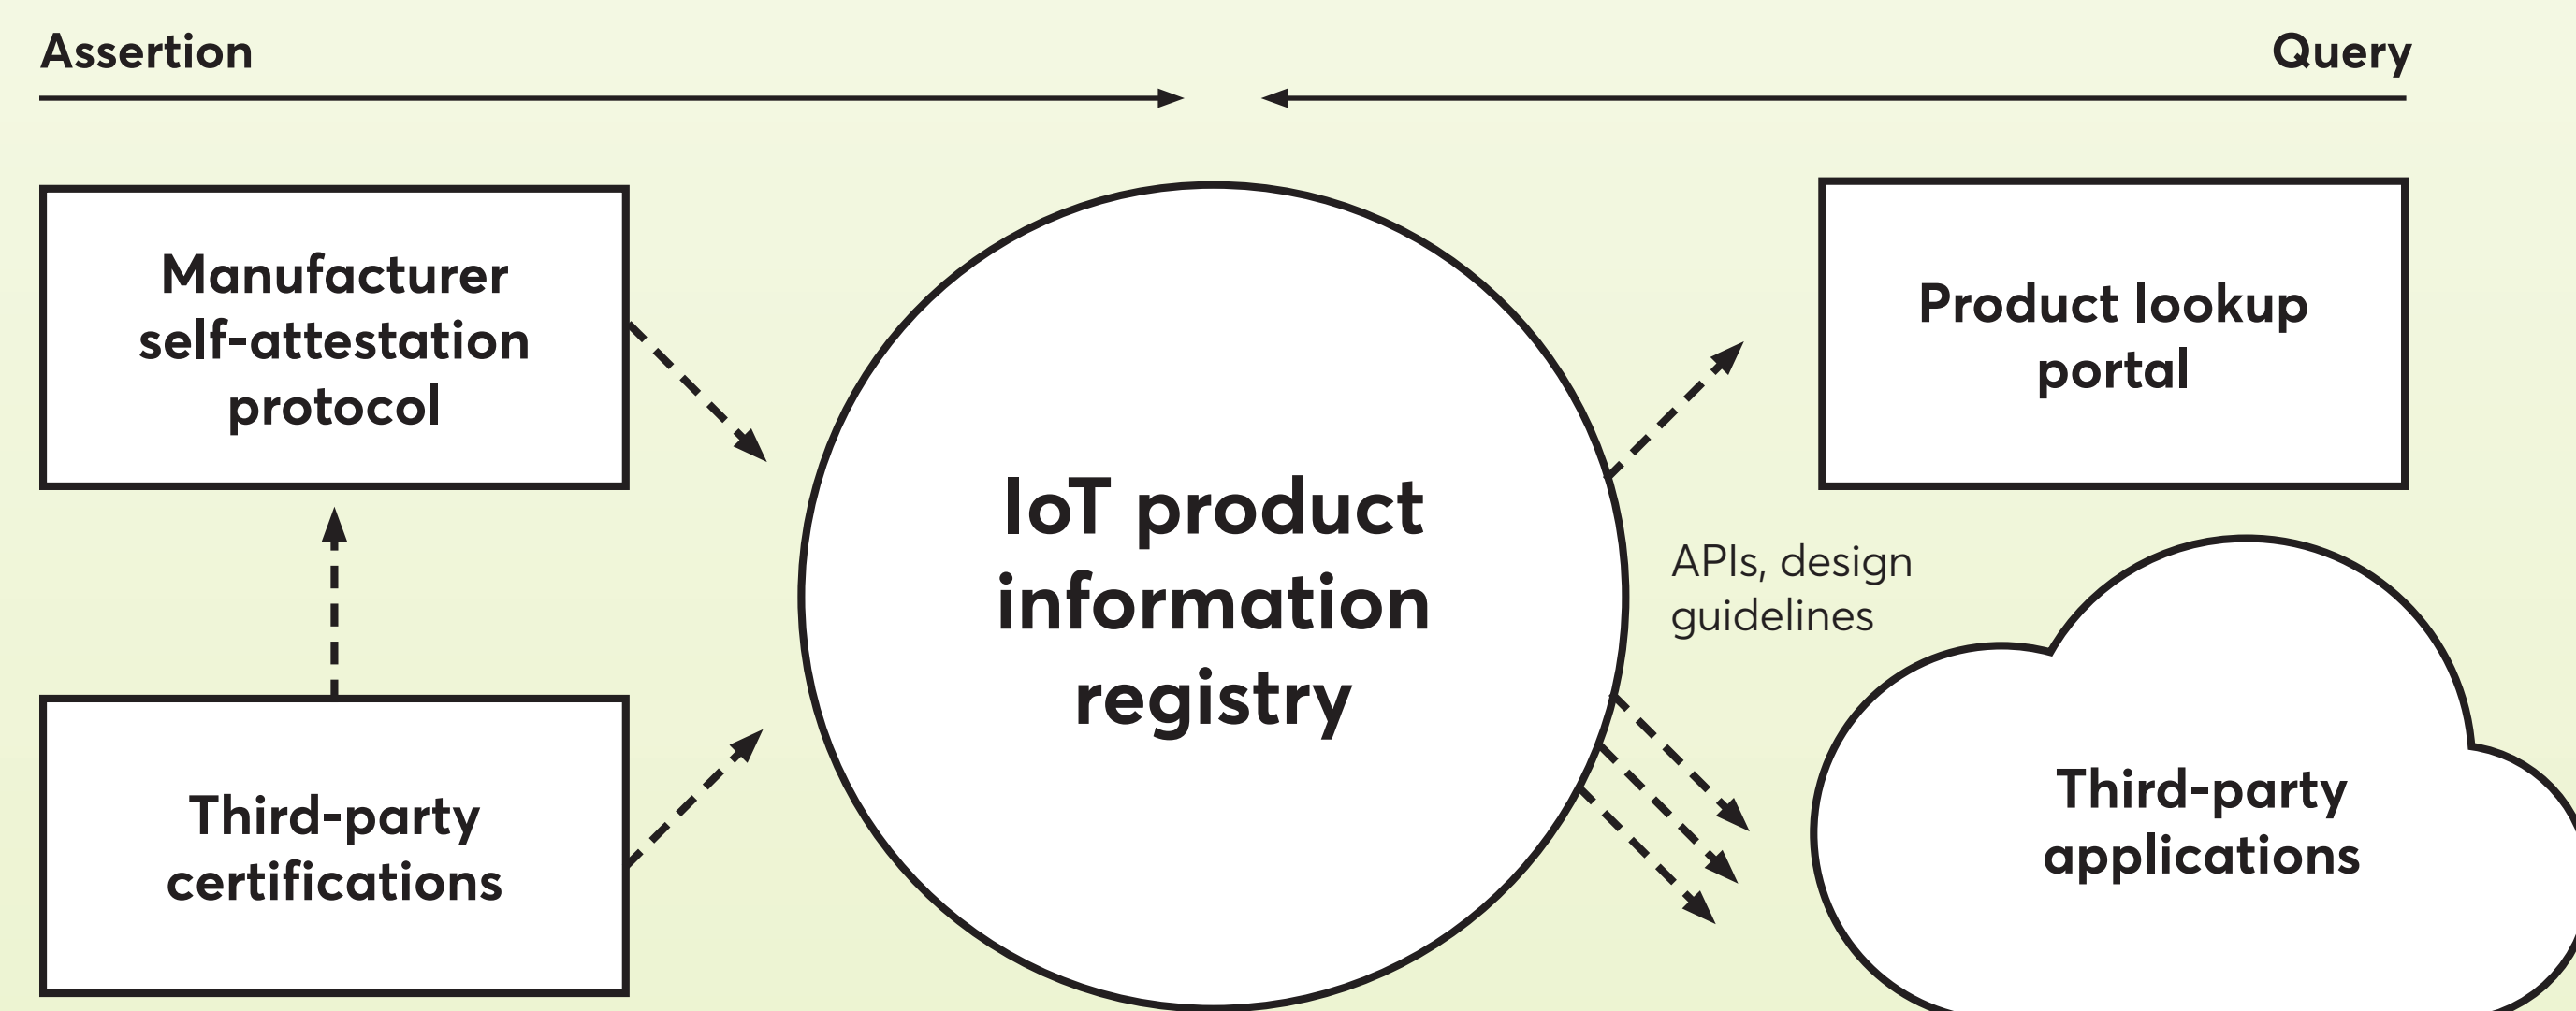 Assertion
Query
Manufacturer
self-attestation
protocol
Third-party
certifications
IoT product
information
registry
Product lookup
portal
APIs, design
guidelines
Third-party
applications